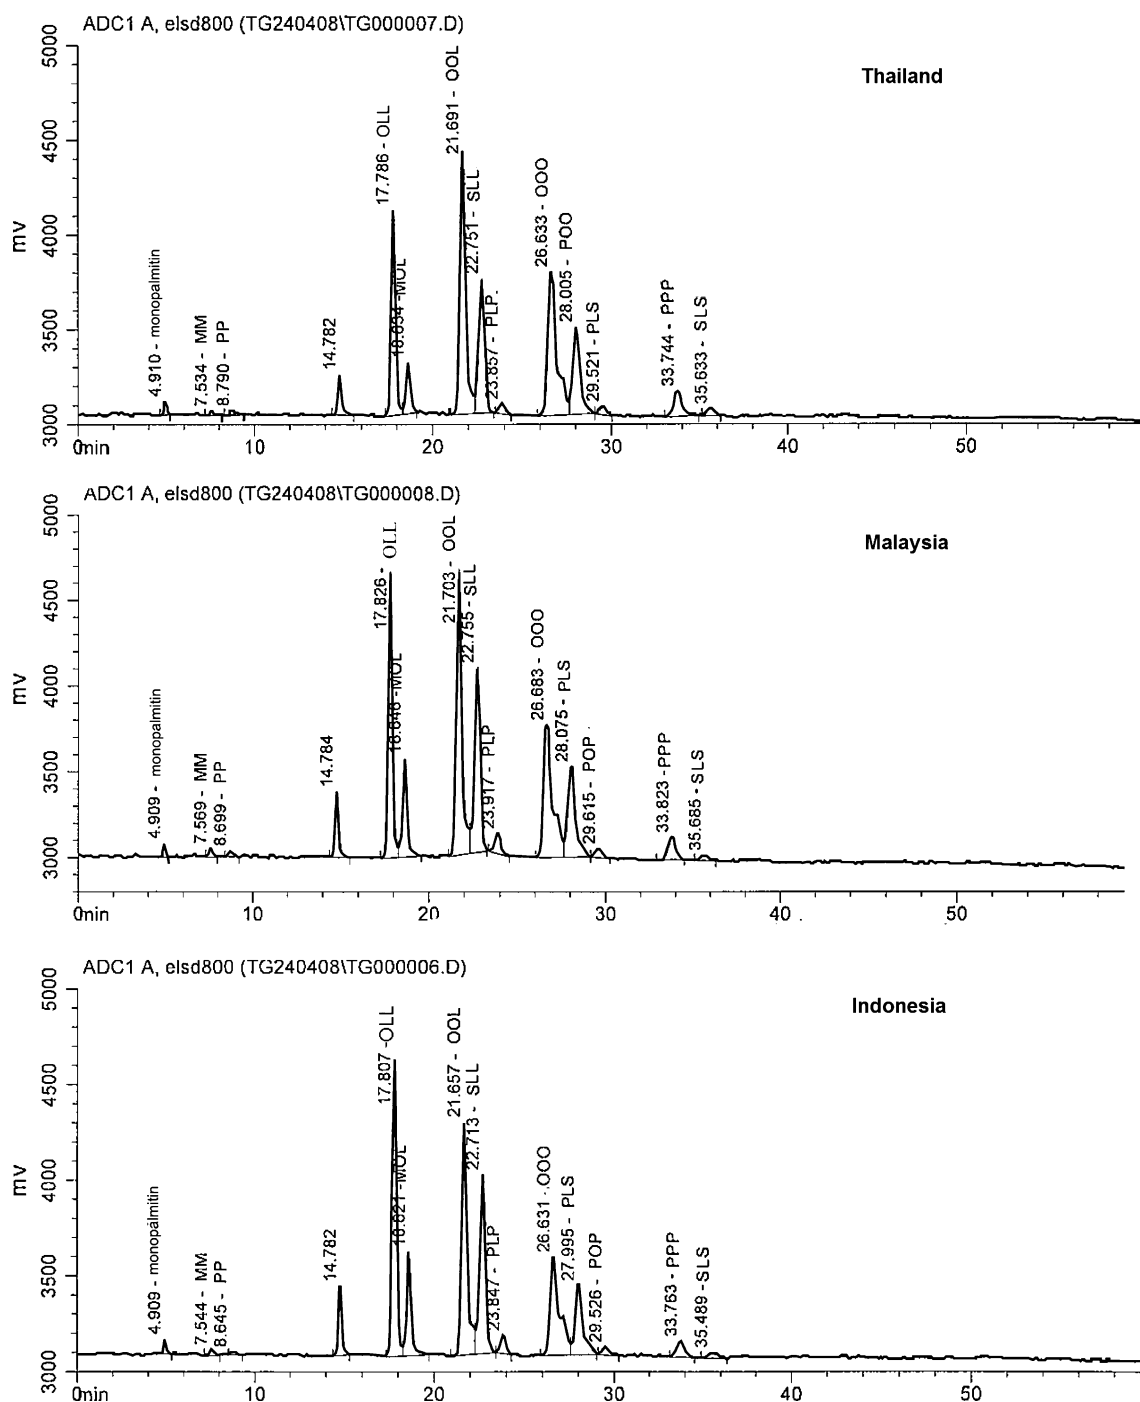 ADC1 A, elsd800 (TG240408\TG000007.D)
Thailand
mv
5000
4500
4000
3500
3000
4.910 - monopalmitin
7.534 - MM
8.790 - PP
14.782
17.786 - OLL
18.634 -MOL
21.691 - OOL
22.751 - SLL
23.857 - PLP.
26.633 - OOO
28.005 - POO
29.521 - PLS
33.744 - PPP
35.633 - SLS
0min 10 20 30 40 50
ADC1 A, elsd800 (TG240408\TG000008.D)
Malaysia
mv
5000
4500
4000
3500
3000
4.909 - monopalmitin
7.569 - MM
8.699 - PP
14.784
17.826 - OLL
18.646 -MOL
21.703 - OOL
22.755 - SLL
23.917 - PLP
26.683 - OOO
28.075 - PLS
29.615 - POP
33.823 -PPP
35.685 - SLS
0min 10 20 30 40 50
ADC1 A, elsd800 (TG240408\TG000006.D)
Indonesia
mv
5000
4500
4000
3500
3000
4.909 - monopalmitin
7.544 - MM
8.645 - PP
14.782
17.807 -OLL
18.621 -MOL
21.657 - OOL
22.713 - SLL
23.847 - PLP
26.631 -.OOO
27.995 - PLS
29.526 - POP
33.763 - PPP
35.489 -SLS
0min 10 20 30 40 50